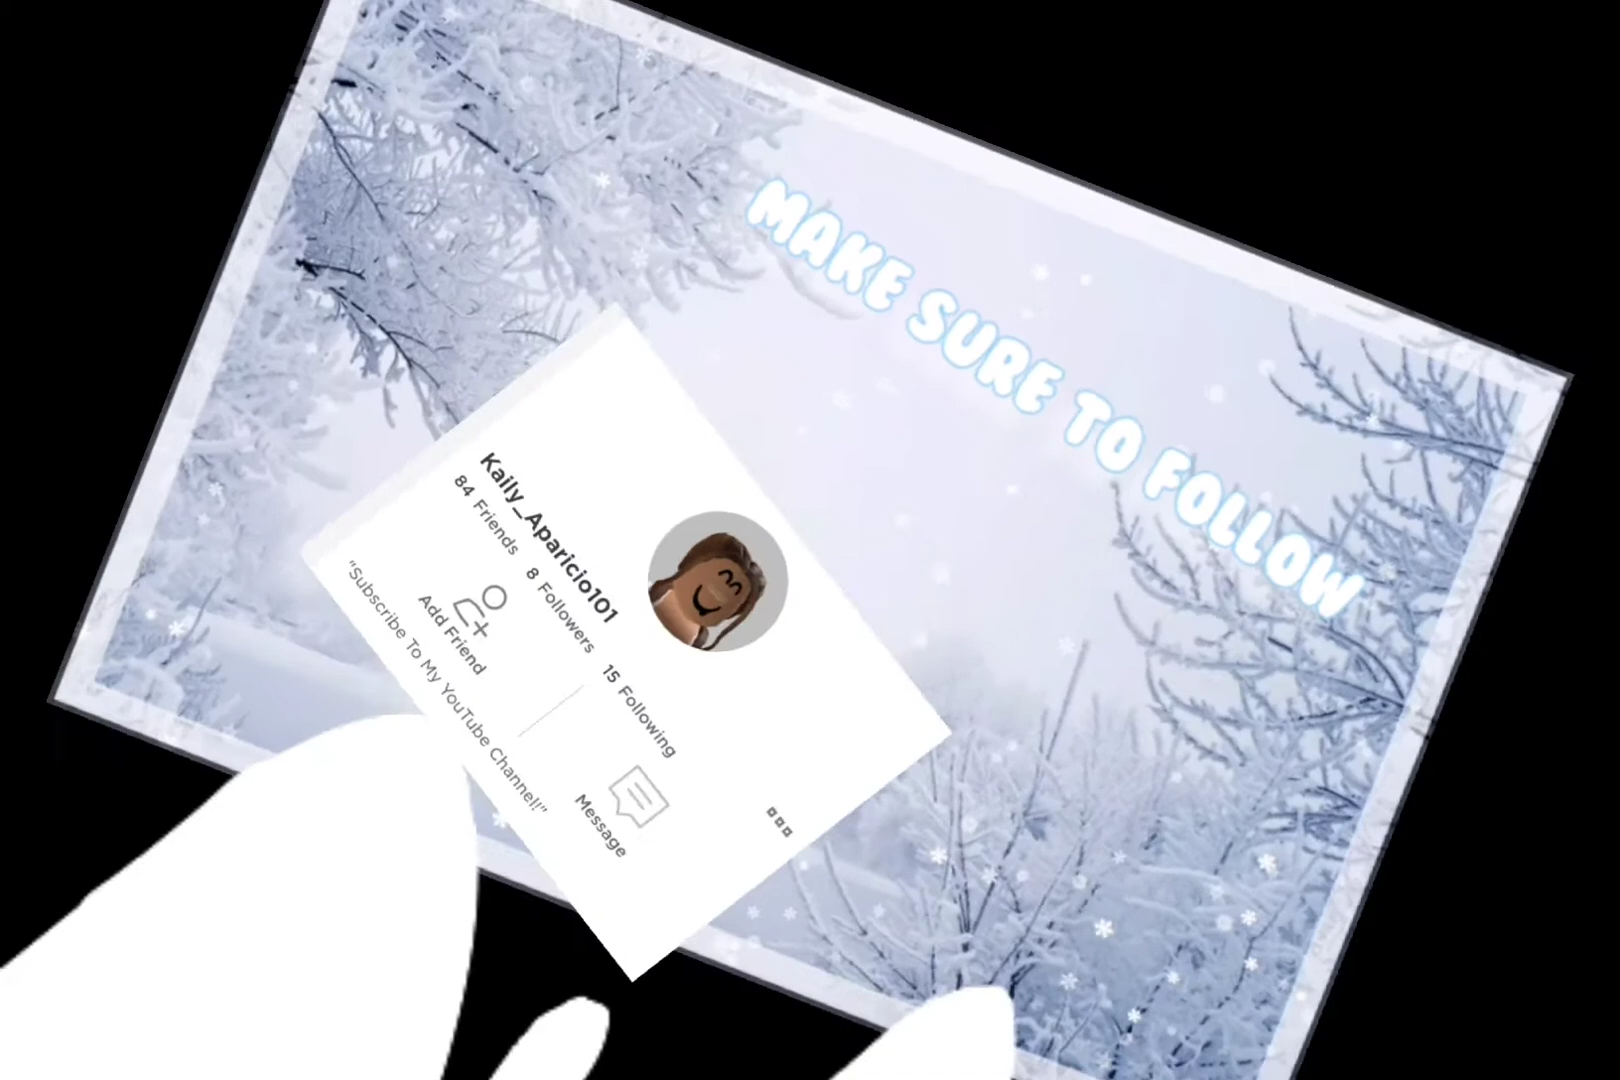 MAKE SURE TO FOLLOW
Kaily_Aparicio101
84 Friends 8 Followers 15 Following
Add Friend Message
"Subscribe To My YouTube Channel!"